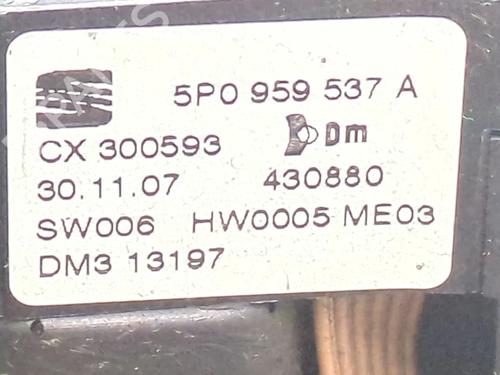 5P0 959 537 A
CX 300593 Dm
30.11.07 430880
SW006 HW0005 ME03
DM3 13197